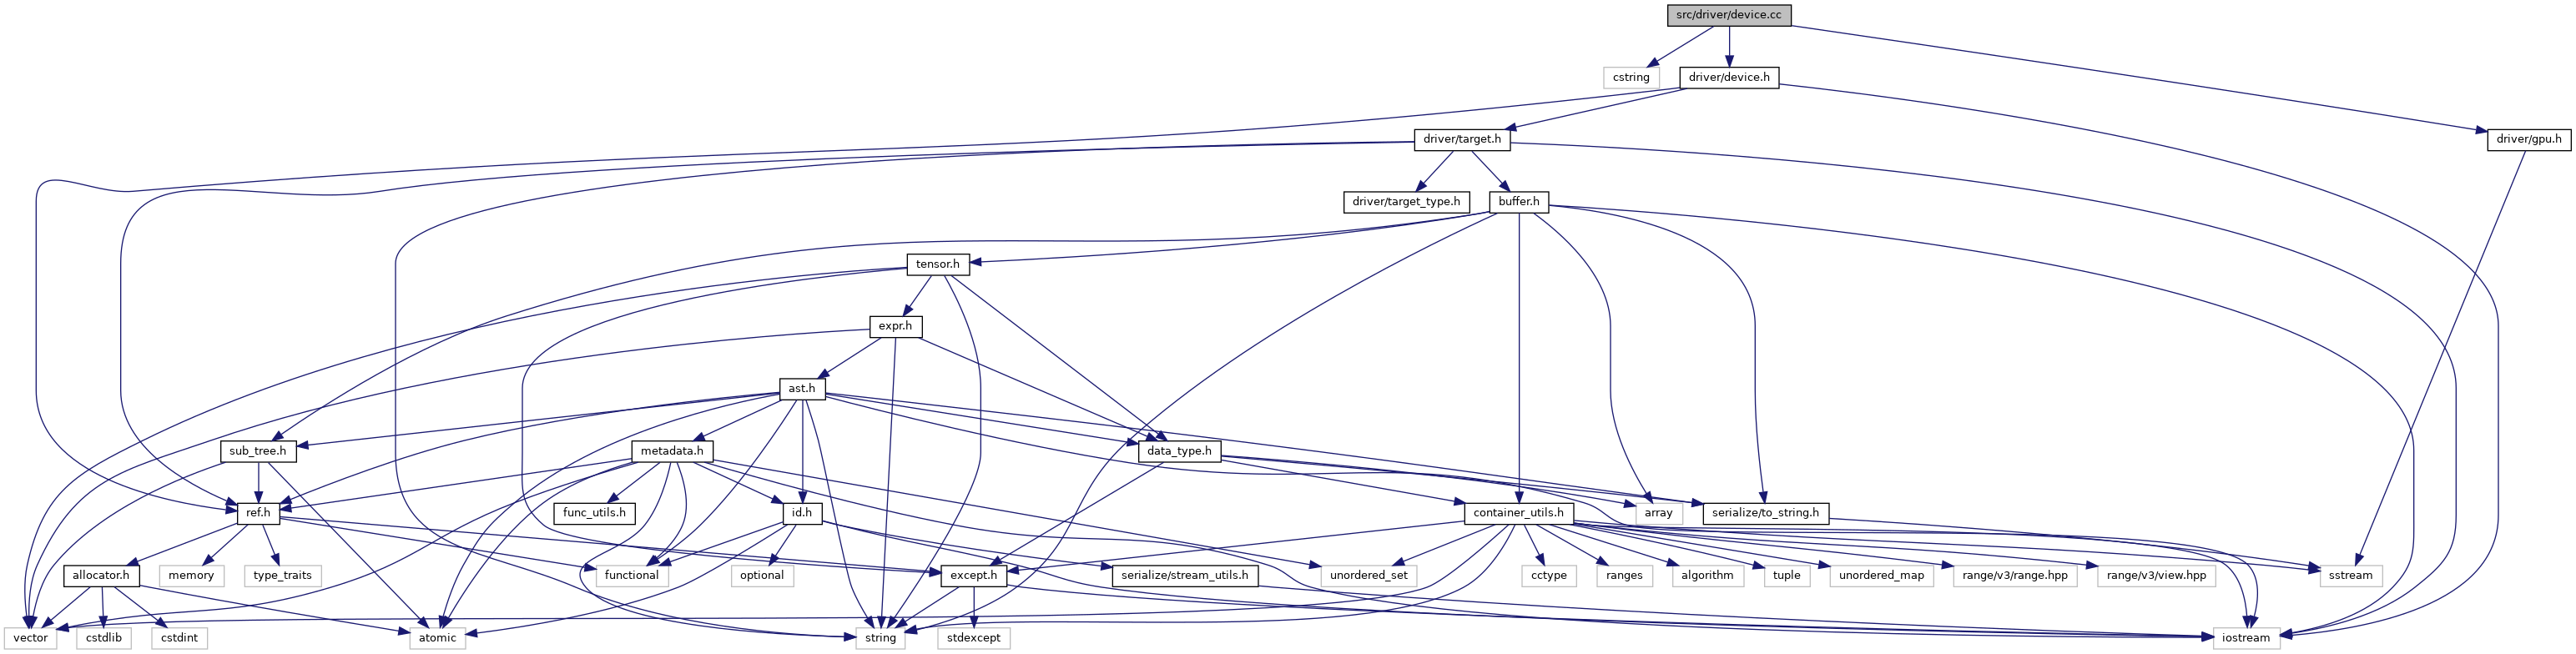 src/driver/device.cc
cstring
driver/device.h
driver/target.h
driver/gpu.h
driver/target_type.h
buffer.h
tensor.h
expr.h
ast.h
sub_tree.h
metadata.h
data_type.h
ref.h
func_utils.h
id.h
container_utils.h
array
serialize/to_string.h
allocator.h
memory
type_traits
functional
optional
except.h
serialize/stream_utils.h
unordered_set
cctype
ranges
algorithm
tuple
unordered_map
range/v3/range.hpp
range/v3/view.hpp
sstream
vector
cstdlib
cstdint
atomic
string
stdexcept
iostream